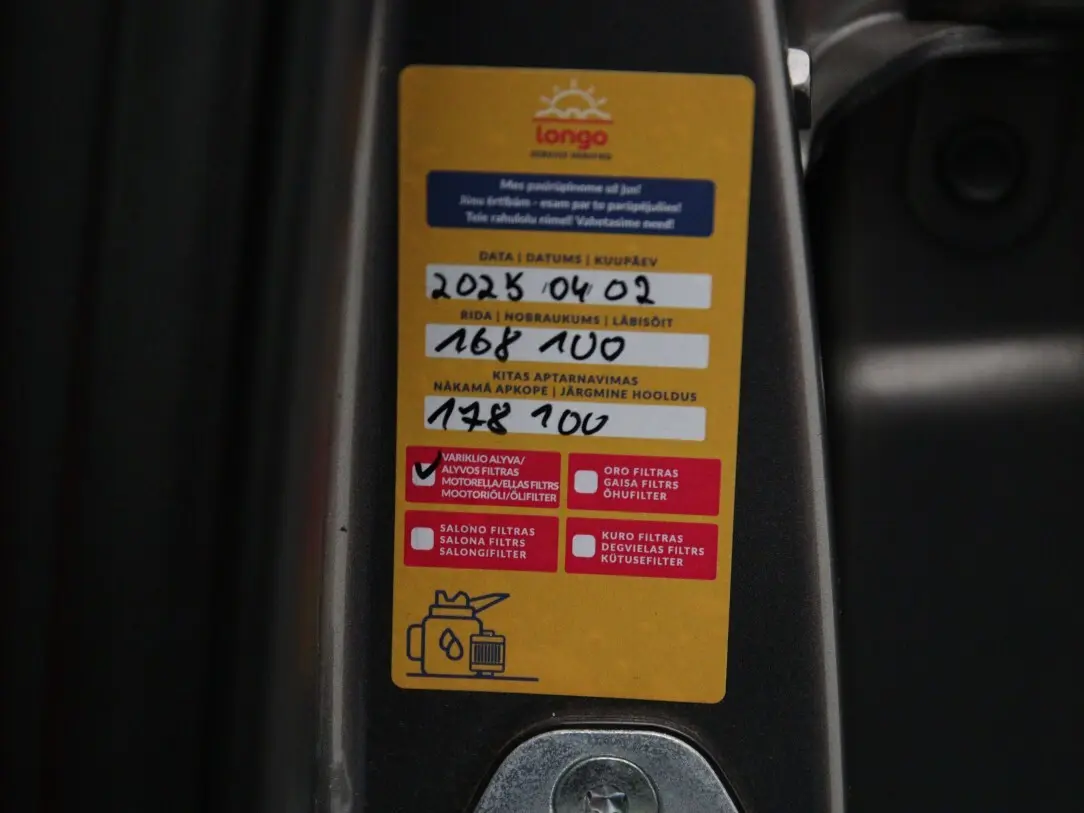 longo
Mes pasirūpinome už jus!
Jūsu ērtībām - esam par to parūpējušies!
Teie rahulolu nimel! Vahetasime need!
DATA | DATUMS | KUUPÄEV
2025 04 02
RIDA | NOBRAUKUMS | LÄBISÕIT
168 100
KITAS APTARNAVIMAS
NĀKAMĀ APKOPE | JÄRGMINE HOOLDUS
178 100
VARIKLIO ALYVA/
ALYVOS FILTRAS
MOTOREĻĻA/EĻĻAS FILTRS
MOOTORIÕLI/ÕLIFILTER
ORO FILTRAS
GAISA FILTRS
ÕHUFILTER
SALONO FILTRAS
SALONA FILTRS
SALONGIFILTER
KURO FILTRAS
DEGVIELAS FILTRS
KÜTUSEFILTER